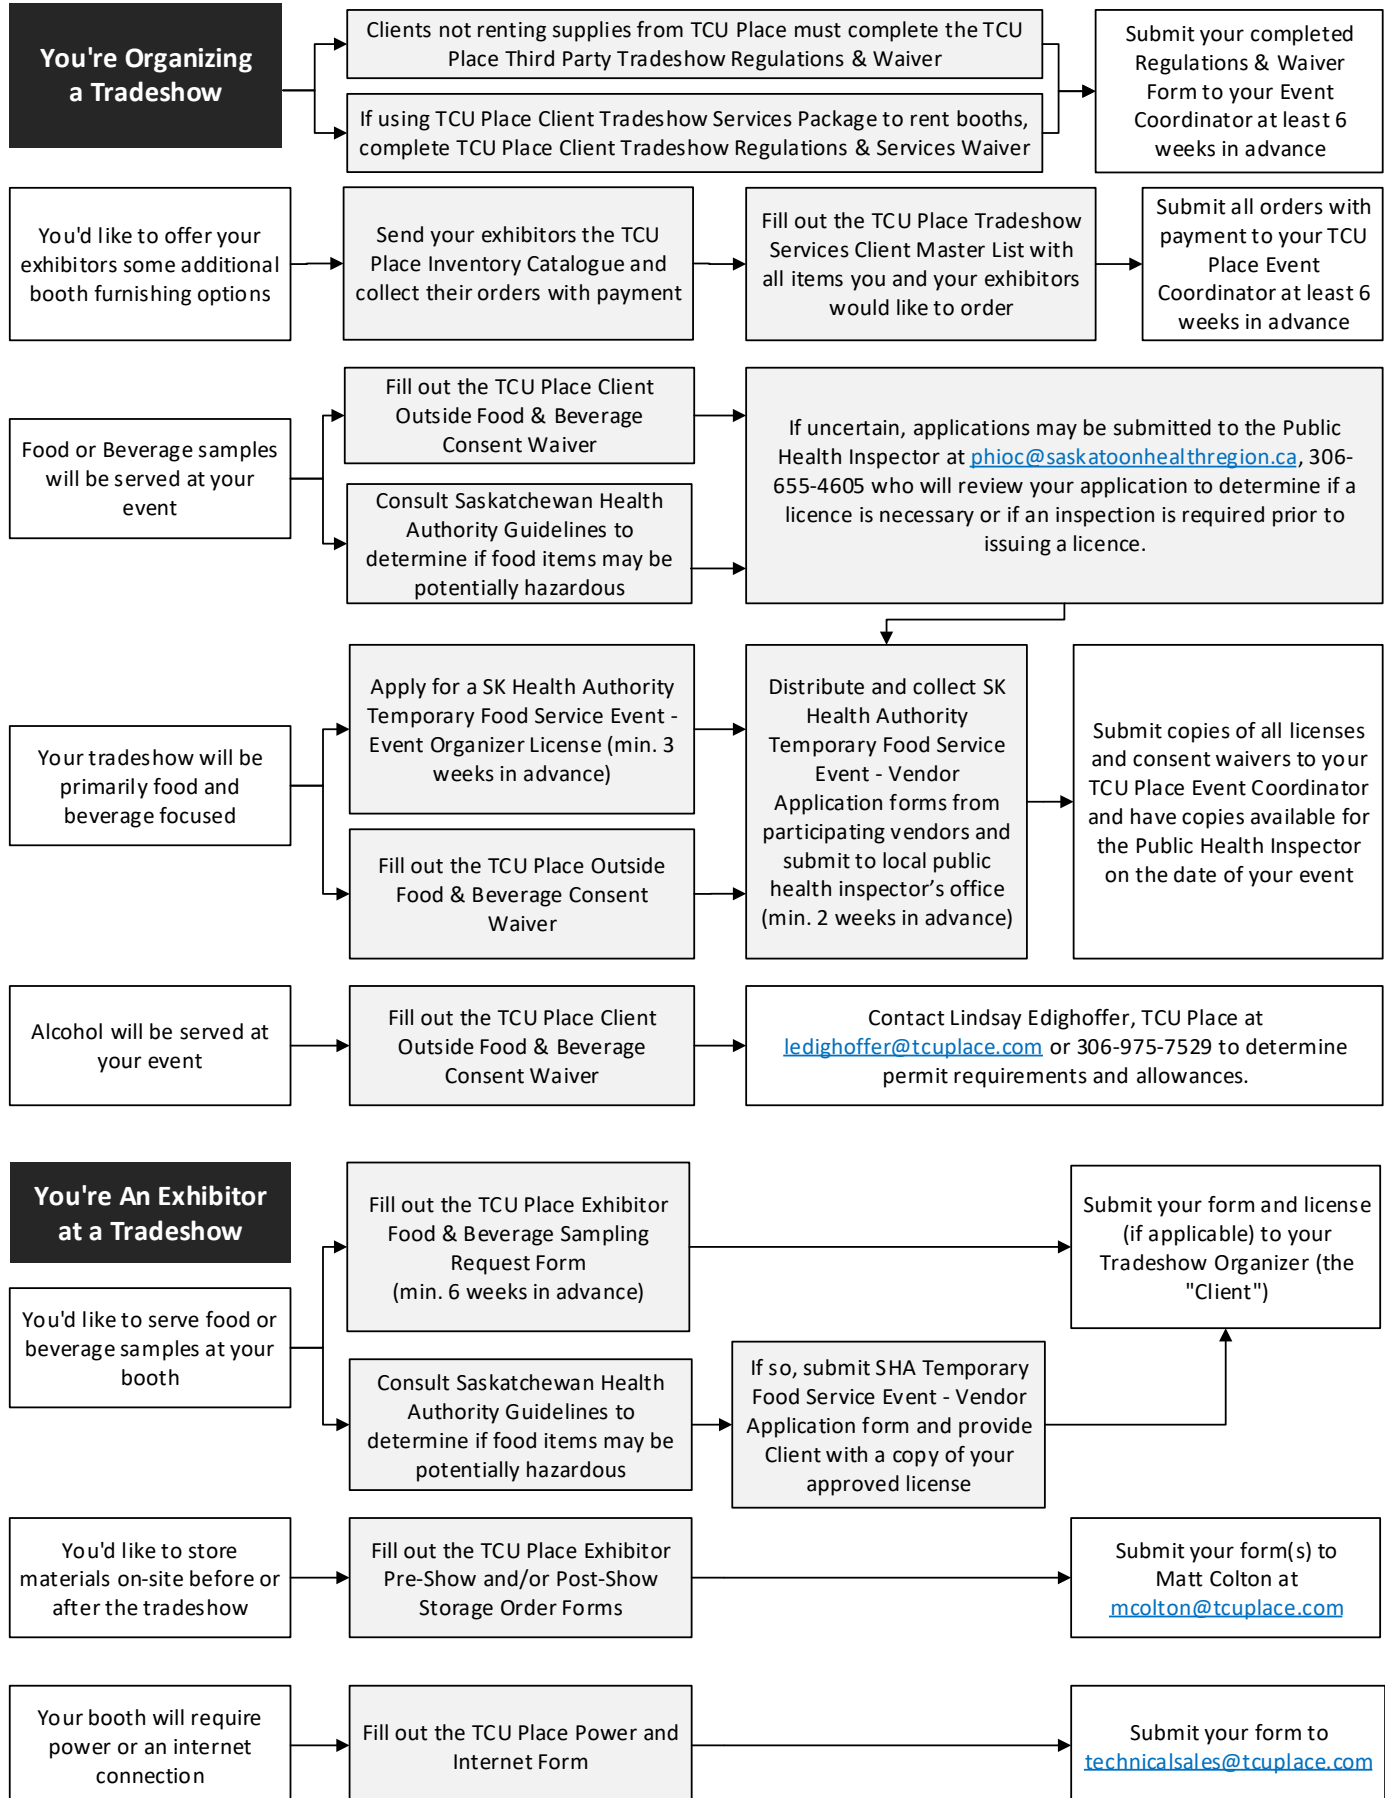 You're Organizing
a Tradeshow
Clients not renting supplies from TCU Place must complete the TCU
Place Third Party Tradeshow Regulations & Waiver
If using TCU Place Client Tradeshow Services Package to rent booths,
complete TCU Place Client Tradeshow Regulations & Services Waiver
Submit your completed
Regulations & Waiver
Form to your Event
Coordinator at least 6
weeks in advance
You'd like to offer your
exhibitors some additional
booth furnishing options
Send your exhibitors the TCU
Place Inventory Catalogue and
collect their orders with payment
Fill out the TCU Place Tradeshow
Services Client Master List with
all items you and your exhibitors
would like to order
Submit all orders with
payment to your TCU
Place Event
Coordinator at least 6
weeks in advance
Food or Beverage samples
will be served at your
event
Fill out the TCU Place Client
Outside Food & Beverage
Consent Waiver
Consult Saskatchewan Health
Authority Guidelines to
determine if food items may be
potentially hazardous
If uncertain, applications may be submitted to the Public
Health Inspector at phioc@saskatoonhealthregion.ca, 306-
655-4605 who will review your application to determine if a
licence is necessary or if an inspection is required prior to
issuing a licence.
Your tradeshow will be
primarily food and
beverage focused
Apply for a SK Health Authority
Temporary Food Service Event -
Event Organizer License (min. 3
weeks in advance)
Fill out the TCU Place Outside
Food & Beverage Consent
Waiver
Distribute and collect SK
Health Authority
Temporary Food Service
Event - Vendor
Application forms from
participating vendors and
submit to local public
health inspector’s office
(min. 2 weeks in advance)
Submit copies of all licenses
and consent waivers to your
TCU Place Event Coordinator
and have copies available for
the Public Health Inspector
on the date of your event
Alcohol will be served at
your event
Fill out the TCU Place Client
Outside Food & Beverage
Consent Waiver
Contact Lindsay Edighoffer, TCU Place at
ledighoffer@tcuplace.com or 306-975-7529 to determine
permit requirements and allowances.
You're An Exhibitor
at a Tradeshow
You'd like to serve food or
beverage samples at your
booth
Fill out the TCU Place Exhibitor
Food & Beverage Sampling
Request Form
(min. 6 weeks in advance)
Consult Saskatchewan Health
Authority Guidelines to
determine if food items may be
potentially hazardous
If so, submit SHA Temporary
Food Service Event - Vendor
Application form and provide
Client with a copy of your
approved license
Submit your form and license
(if applicable) to your
Tradeshow Organizer (the
"Client")
You'd like to store
materials on-site before or
after the tradeshow
Fill out the TCU Place Exhibitor
Pre-Show and/or Post-Show
Storage Order Forms
Submit your form(s) to
Matt Colton at
mcolton@tcuplace.com
Your booth will require
power or an internet
connection
Fill out the TCU Place Power and
Internet Form
Submit your form to
technicalsales@tcuplace.com